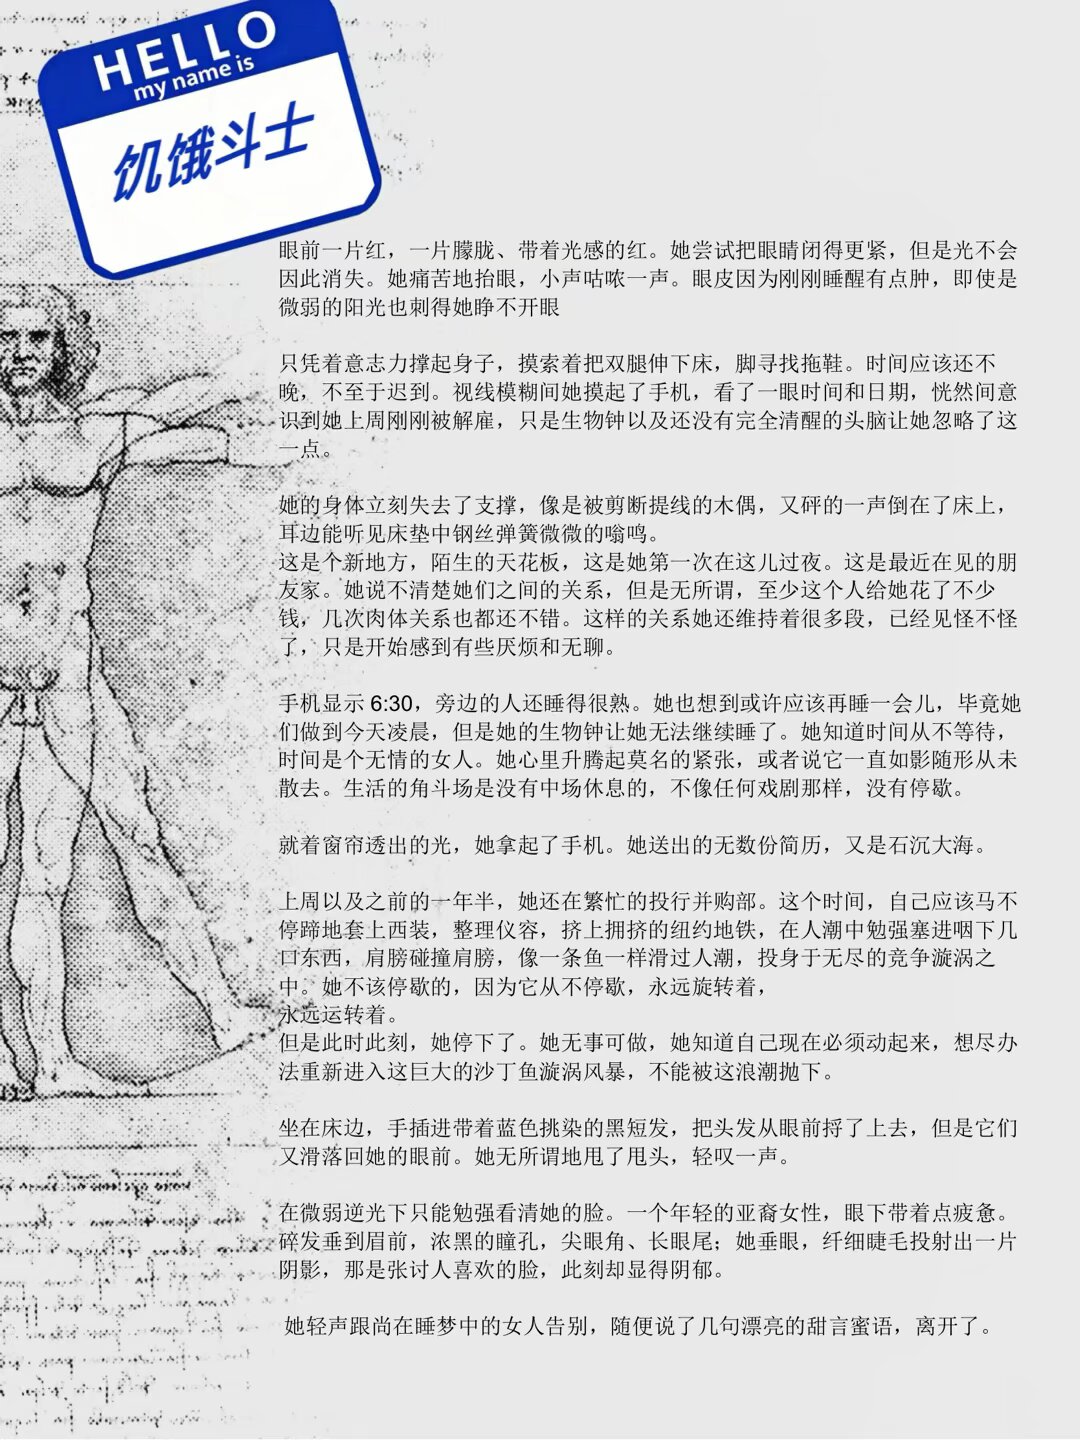 HELLO
my name is
饥饿斗士
眼前一片红，一片朦胧、带着光感的红。她尝试把眼睛闭得更紧，但是光不会
因此消失。她痛苦地抬眼，小声咕哝一声。眼皮因为刚刚睡醒有点肿，即使是
微弱的阳光也刺得她睁不开眼
只凭着意志力撑起身子，摸索着把双腿伸下床，脚寻找拖鞋。时间应该还不
晚，不至于迟到。视线模糊间她摸起了手机，看了一眼时间和日期，恍然间意
识到她上周刚刚被解雇，只是生物钟以及还没有完全清醒的头脑让她忽略了这
一点。
她的身体立刻失去了支撑，像是被剪断提线的木偶，又砰的一声倒在了床上，
耳边能听见床垫中钢丝弹簧微微的嗡鸣。
这是个新地方，陌生的天花板，这是她第一次在这儿过夜。这是最近在见的朋
友家。她说不清楚她们之间的关系，但是无所谓，至少这个人给她花了不少
钱，几次肉体关系也都还不错。这样的关系她还维持着很多段，已经见怪不怪
了，只是开始感到有些厌烦和无聊。
手机显示 6:30，旁边的人还睡得很熟。她也想到或许应该再睡一会儿，毕竟她
们做到今天凌晨，但是她的生物钟让她无法继续睡了。她知道时间从不等待，
时间是个无情的女人。她心里升腾起莫名的紧张，或者说它一直如影随形从未
散去。生活的角斗场是没有中场休息的，不像任何戏剧那样，没有停歇。
就着窗帘透出的光，她拿起了手机。她送出的无数份简历，又是石沉大海。
上周以及之前的一年半，她还在繁忙的投行并购部。这个时间，自己应该马不
停蹄地套上西装，整理仪容，挤上拥挤的纽约地铁，在人潮中勉强塞进咽下几
口东西，肩膀碰撞肩膀，像一条鱼一样滑过人潮，投身于无尽的竞争漩涡之
中。她不该停歇的，因为它从不停歇，永远旋转着，
永远运转着。
但是此时此刻，她停下了。她无事可做，她知道自己现在必须动起来，想尽办
法重新进入这巨大的沙丁鱼漩涡风暴，不能被这浪潮抛下。
坐在床边，手插进带着蓝色挑染的黑短发，把头发从眼前捋了上去，但是它们
又滑落回她的眼前。她无所谓地甩了甩头，轻叹一声。
在微弱逆光下只能勉强看清她的脸。一个年轻的亚裔女性，眼下带着点疲惫。
碎发垂到眉前，浓黑的瞳孔，尖眼角、长眼尾；她垂眼，纤细睫毛投射出一片
阴影，那是张讨人喜欢的脸，此刻却显得阴郁。
她轻声跟尚在睡梦中的女人告别，随便说了几句漂亮的甜言蜜语，离开了。